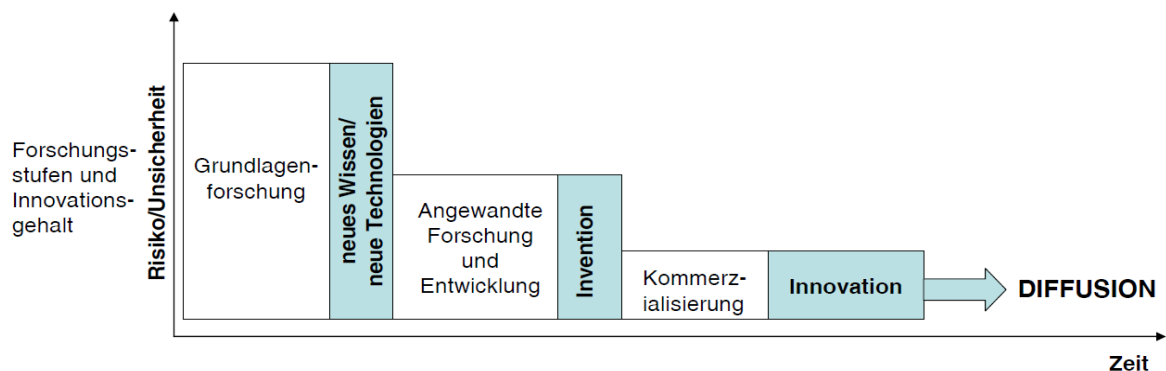 Forschungs-
stufen und
Innovations-
gehalt
Risiko/Unsicherheit
Grundlagen-
forschung
neues Wissen/
neue Technologien
Angewandte
Forschung
und
Entwicklung
Invention
Kommerz-
ialisierung
Innovation
DIFFUSION
Zeit